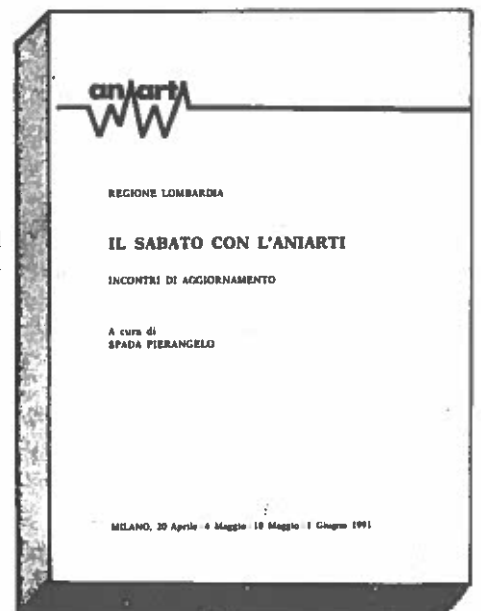 aniarti
REGIONE LOMBARDIA
IL SABATO CON L'ANIARTI
INCONTRI DI AGGIORNAMENTO
A cura di
SPADA PIERANGELO
MILANO, 20 Aprile 4 Maggio 18 Maggio 1 Giugno 1991